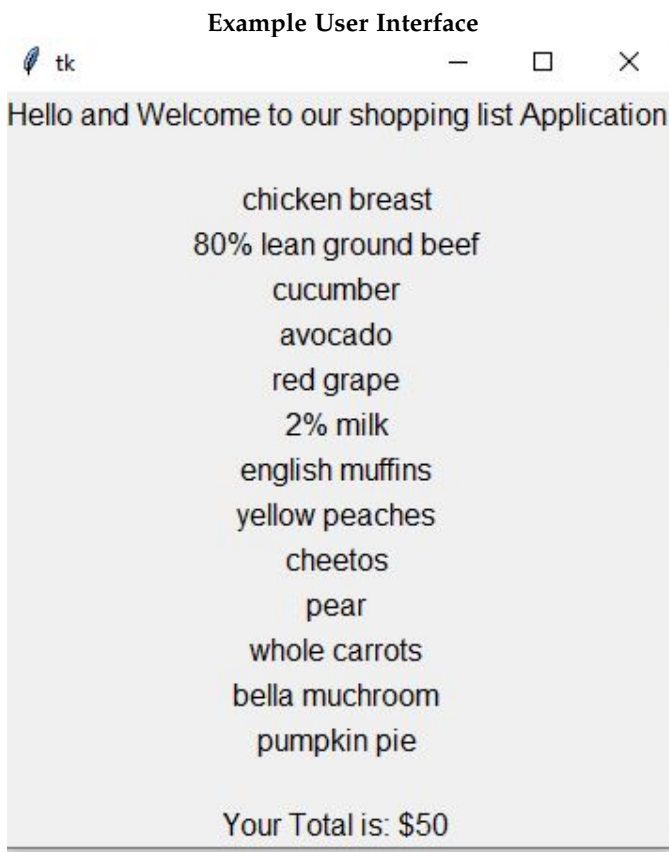 Example User Interface
tk
Hello and Welcome to our shopping list Application
chicken breast
80% lean ground beef
cucumber
avocado
red grape
2% milk
english muffins
yellow peaches
cheetos
pear
whole carrots
bella muchroom
pumpkin pie
Your Total is: $50